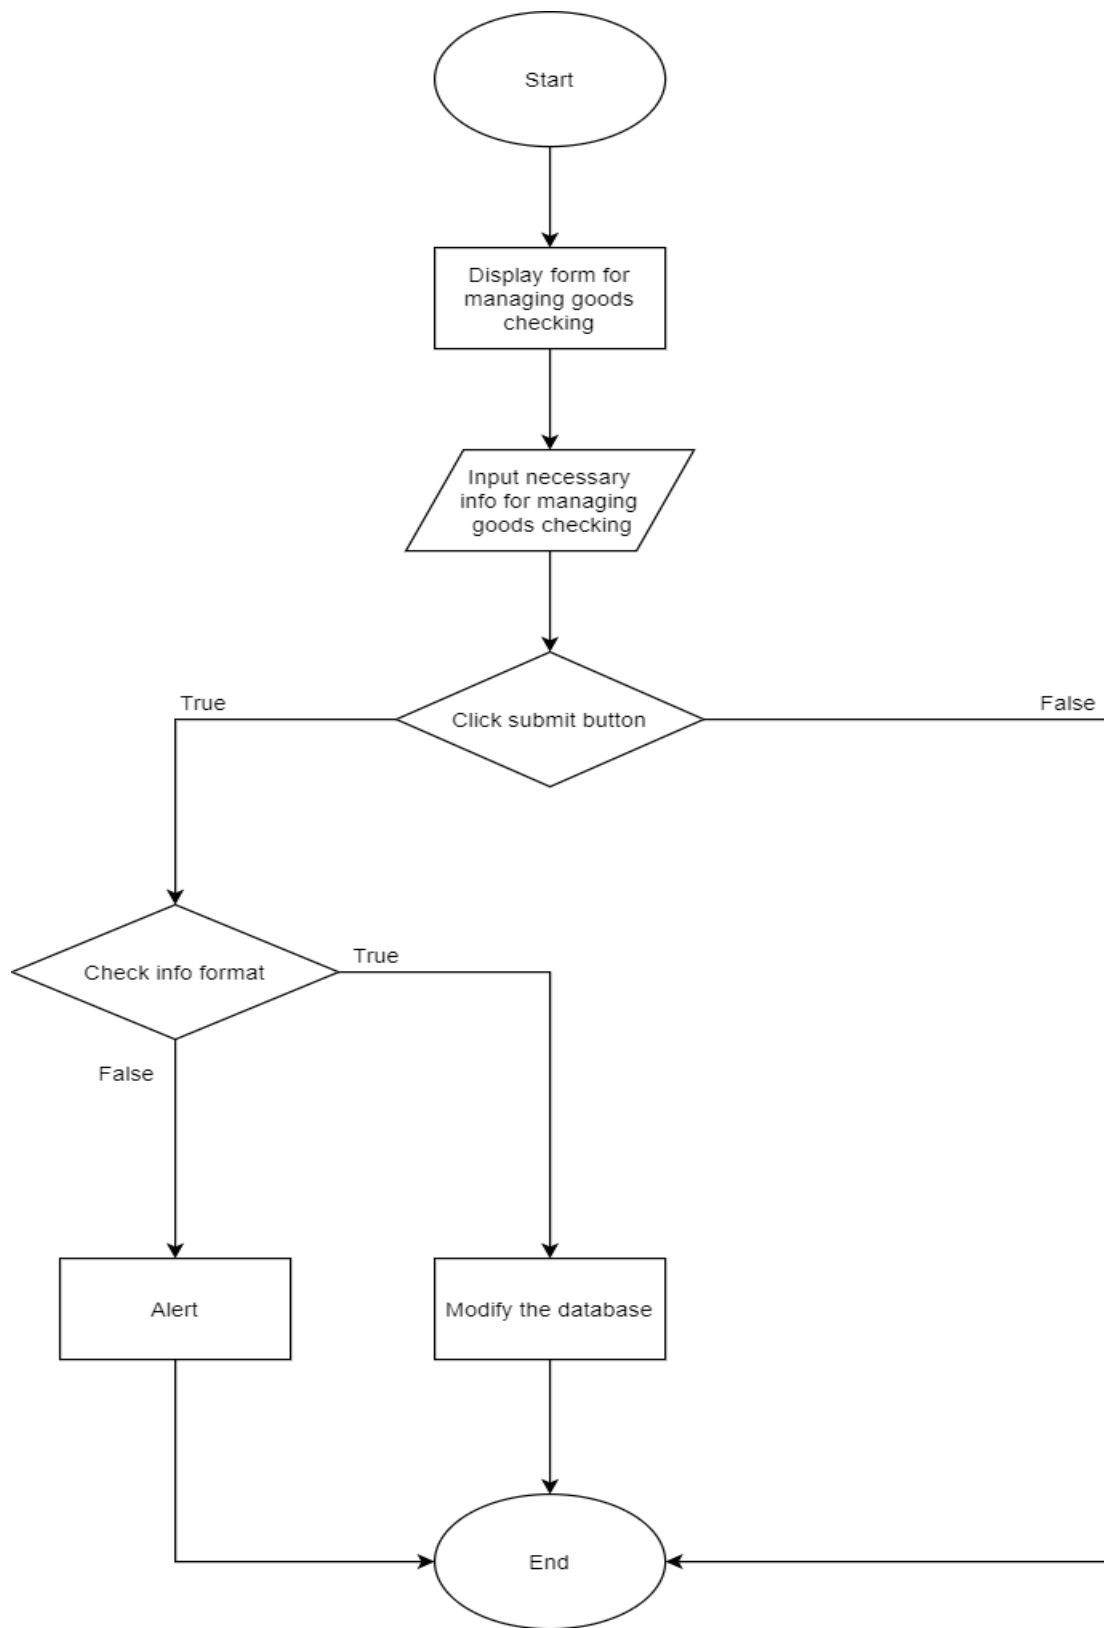 Start
Display form for
managing goods
checking
Input necessary
info for managing
goods checking
True
Click submit button
False
Check info format
True
False
Alert
Modify the database
End